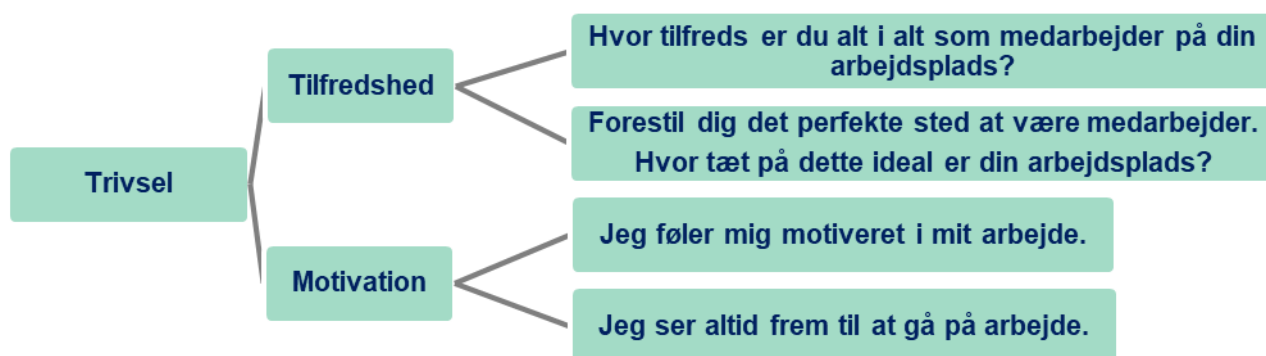 Hvor tilfreds er du alt i alt som medarbejder på din
arbejdsplads?
Tilfredshed
Forestil dig det perfekte sted at være medarbejder.
Hvor tæt på dette ideal er din arbejdsplads?
Trivsel
Jeg føler mig motiveret i mit arbejde.
Motivation
Jeg ser altid frem til at gå på arbejde.